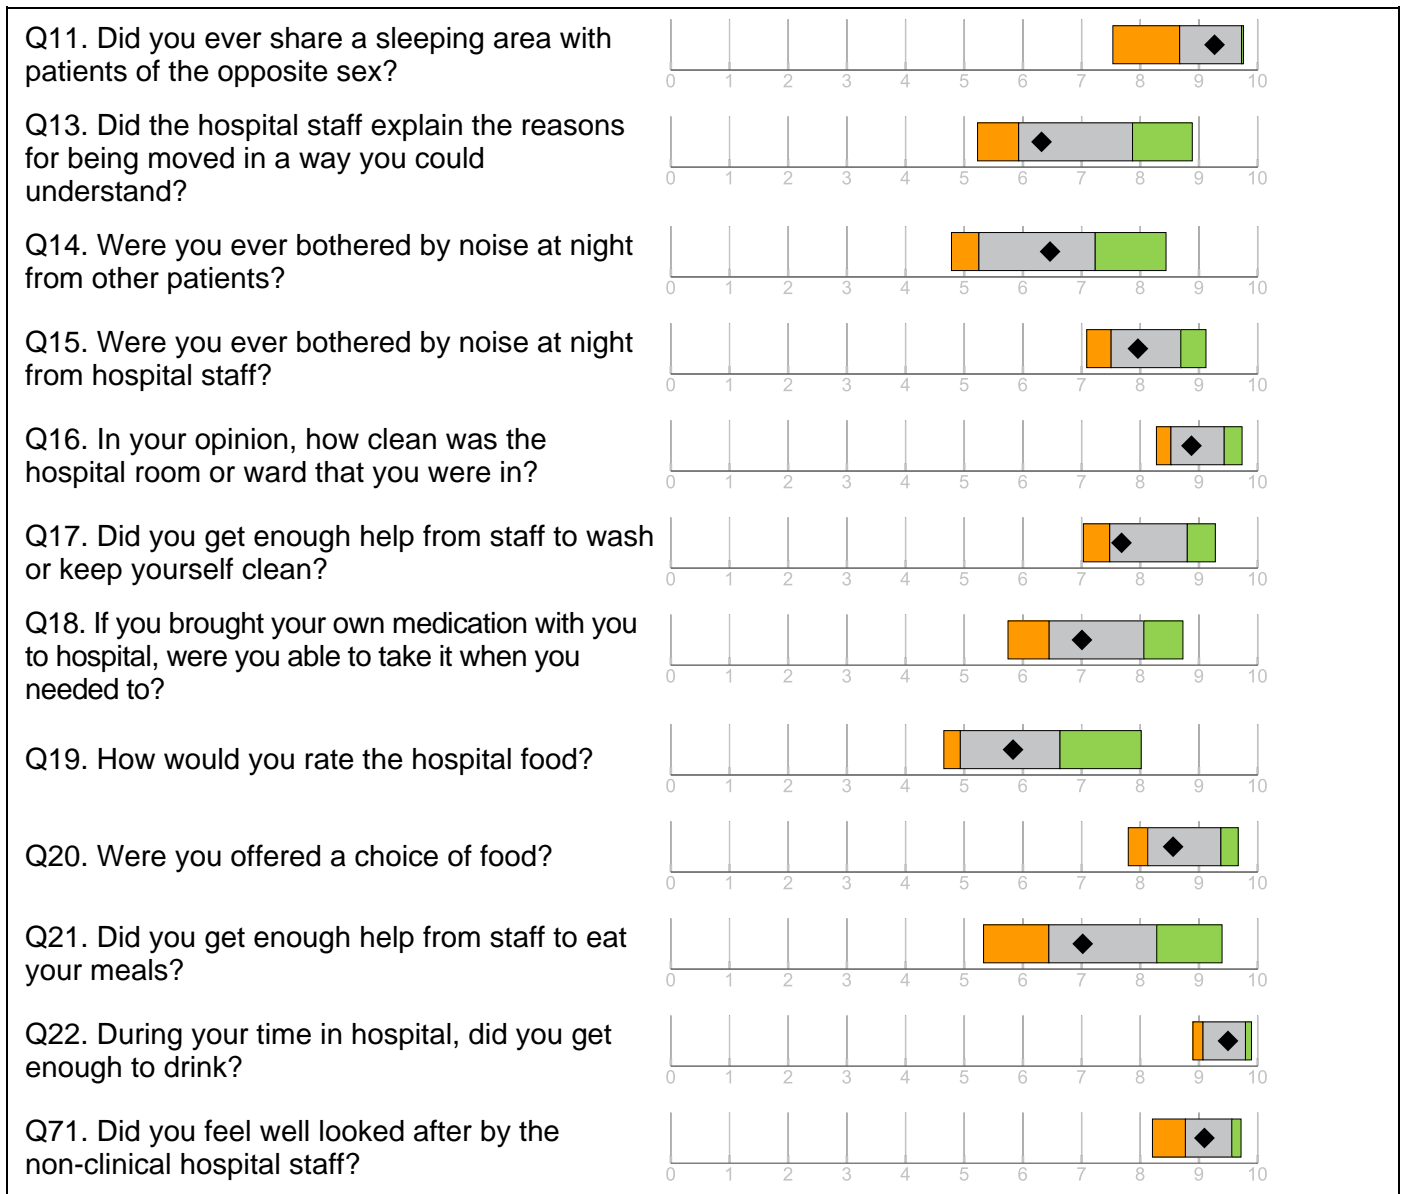 Q11. Did you ever share a sleeping area with
patients of the opposite sex?
0 1 2 3 4 5 6 7 8 9 10
Q13. Did the hospital staff explain the reasons
for being moved in a way you could
understand?
0 1 2 3 4 5 6 7 8 9 10
Q14. Were you ever bothered by noise at night
from other patients?
0 1 2 3 4 5 6 7 8 9 10
Q15. Were you ever bothered by noise at night
from hospital staff?
0 1 2 3 4 5 6 7 8 9 10
Q16. In your opinion, how clean was the
hospital room or ward that you were in?
0 1 2 3 4 5 6 7 8 9 10
Q17. Did you get enough help from staff to wash
or keep yourself clean?
0 1 2 3 4 5 6 7 8 9 10
Q18. If you brought your own medication with you
to hospital, were you able to take it when you
needed to?
0 1 2 3 4 5 6 7 8 9 10
Q19. How would you rate the hospital food?
0 1 2 3 4 5 6 7 8 9 10
Q20. Were you offered a choice of food?
0 1 2 3 4 5 6 7 8 9 10
Q21. Did you get enough help from staff to eat
your meals?
0 1 2 3 4 5 6 7 8 9 10
Q22. During your time in hospital, did you get
enough to drink?
0 1 2 3 4 5 6 7 8 9 10
Q71. Did you feel well looked after by the
non-clinical hospital staff?
0 1 2 3 4 5 6 7 8 9 10